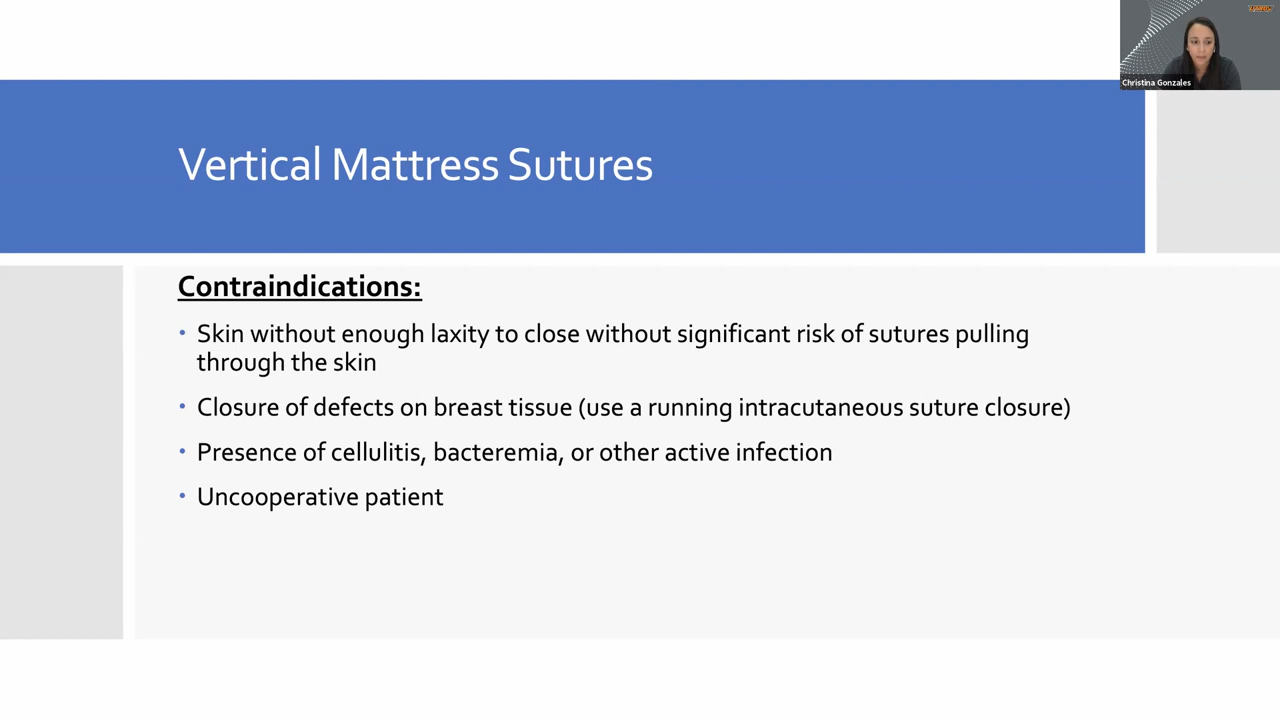 Christina Gonzales
Vertical Mattress Sutures
Contraindications:
• Skin without enough laxity to close without significant risk of sutures pulling
through the skin
• Closure of defects on breast tissue (use a running intracutaneous suture closure)
• Presence of cellulitis, bacteremia, or other active infection
• Uncooperative patient